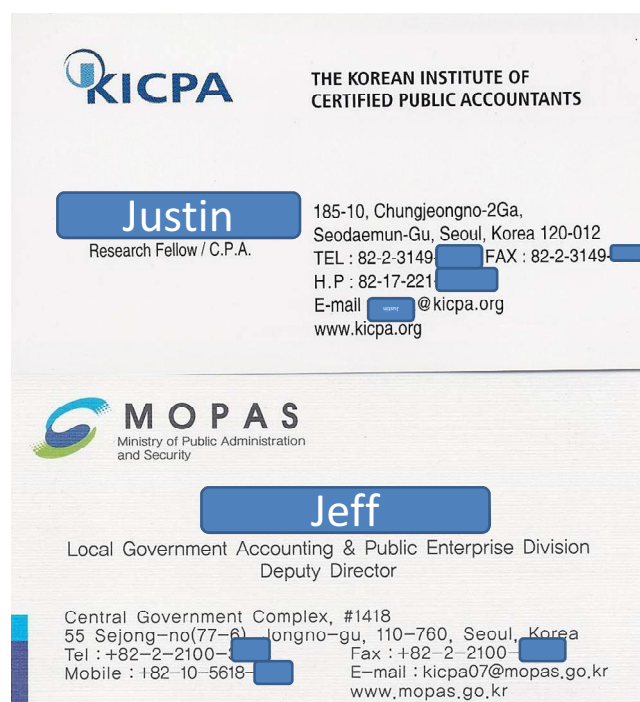 KICPA
THE KOREAN INSTITUTE OF
CERTIFIED PUBLIC ACCOUNTANTS
Justin
Research Fellow / C.P.A.
185-10, Chungjeongno-2Ga,
Seodaemun-Gu, Seoul, Korea 120-012
TEL : 82-2-3149- FAX : 82-2-3149-
H.P : 82-17-221-
E-mail Justin @kicpa.org
www.kicpa.org
MOPAS
Ministry of Public Administration
and Security
Jeff
Local Government Accounting & Public Enterprise Division
Deputy Director
Central Government Complex, #1418
55 Sejong-no(77-6), Jongno-gu, 110-760, Seoul, Korea
Tel : +82-2-2100- Fax : +82-2-2100-
Mobile : +82-10-5618- E-mail : kicpa07@mopas.go.kr
www.mopas.go.kr